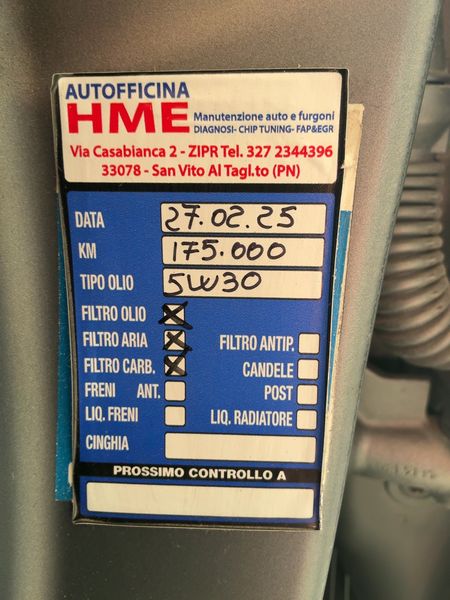 AUTOFFICINA
HME Manutenzione auto e furgoni
DIAGNOSI- CHIP TUNING- FAP&EGR
Via Casabianca 2 - ZIPR Tel. 327 2344396
33078 - San Vito Al Tagl.to (PN)
DATA 27.02.25
KM 175.000
TIPO OLIO 5W30
FILTRO OLIO X
FILTRO ARIA X FILTRO ANTIP.
FILTRO CARB. X CANDELE
FRENI ANT. POST
LIQ. FRENI LIQ. RADIATORE
CINGHIA
PROSSIMO CONTROLLO A